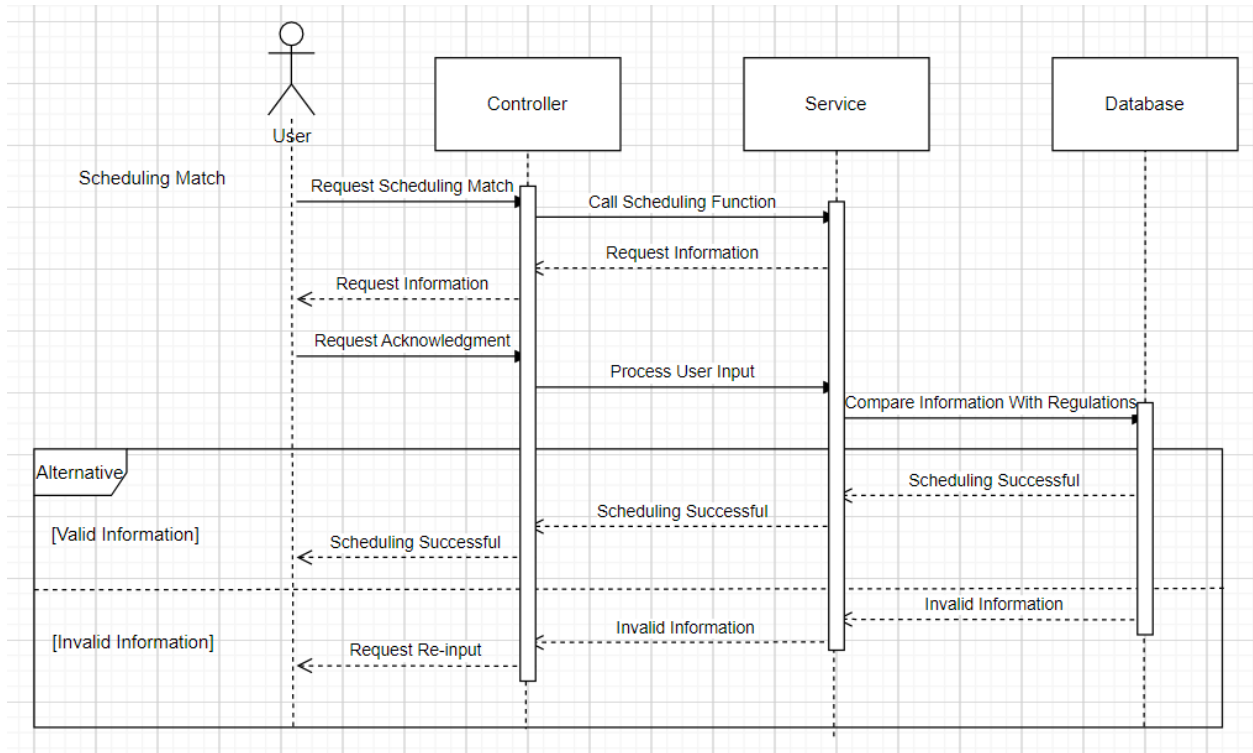 Controller
Service
Database
User
Scheduling Match
Request Scheduling Match
Call Scheduling Function
Request Information
Request Information
Request Acknowledgment
Process User Input
Compare Information With Regulations
Alternative
Scheduling Successful
Scheduling Successful
[Valid Information]
Scheduling Successful
Invalid Information
Invalid Information
[Invalid Information]
Request Re-input